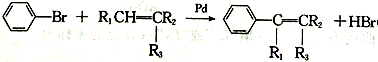 Br + R₁CH=CR₂ Pd C=CR₂ + HBr
R₃ R₁ R₃